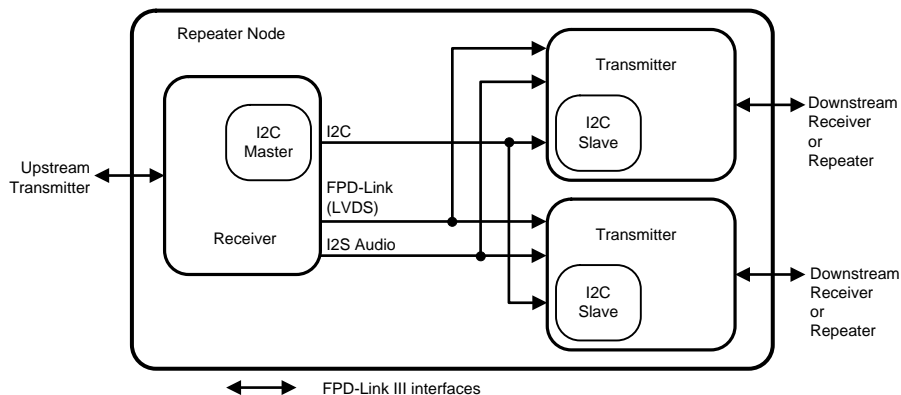 Repeater Node
Transmitter
I2C
Slave
Downstream
Receiver
or
Repeater
I2C
Master
I2C
Upstream
Transmitter
FPD-Link
(LVDS)
Receiver
I2S Audio
Transmitter
I2C
Slave
Downstream
Receiver
or
Repeater
FPD-Link III interfaces